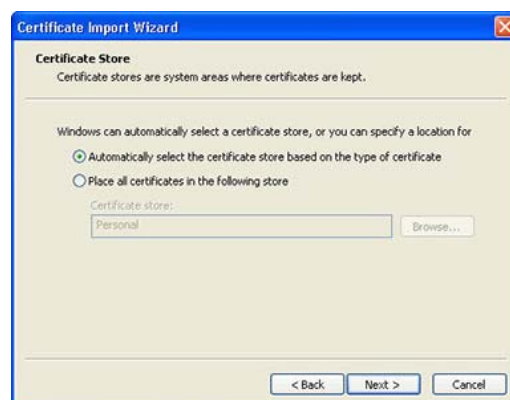 Certificate Import Wizard
Certificate Store
Certificate stores are system areas where certificates are kept.
Windows can automatically select a certificate store, or you can specify a location for
Automatically select the certificate store based on the type of certificate
Place all certificates in the following store
Certificate store:
Personal
Browse...
< Back
Next >
Cancel